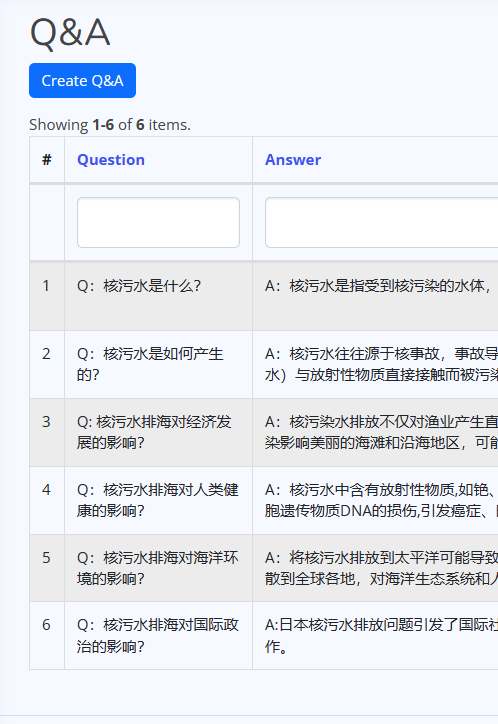 Q&A
Create Q&A
Showing 1-6 of 6 items.
# Question Answer
1 Q：核污水是什么？ A：核污水是指受到核污染的水体，
2 Q：核污水是如何产生 A：核污水往往源于核事故，事故导
的？ 水）与放射性物质直接接触而被污染
3 Q: 核污水排海对经济发 A：核污染水排放不仅对渔业产生直
展的影响? 染影响美丽的海滩和沿海地区，可能
4 Q：核污水排海对人类健 A：核污水中含有放射性物质,如铯、
康的影响？ 胞遗传物质DNA的损伤,引发癌症、
5 Q：核污水排海对海洋环 A：将核污水排放到太平洋可能导致
境的影响？ 散到全球各地，对海洋生态系统和人
6 Q：核污水排海对国际政 A:日本核污水排放问题引发了国际社
治的影响？ 作。